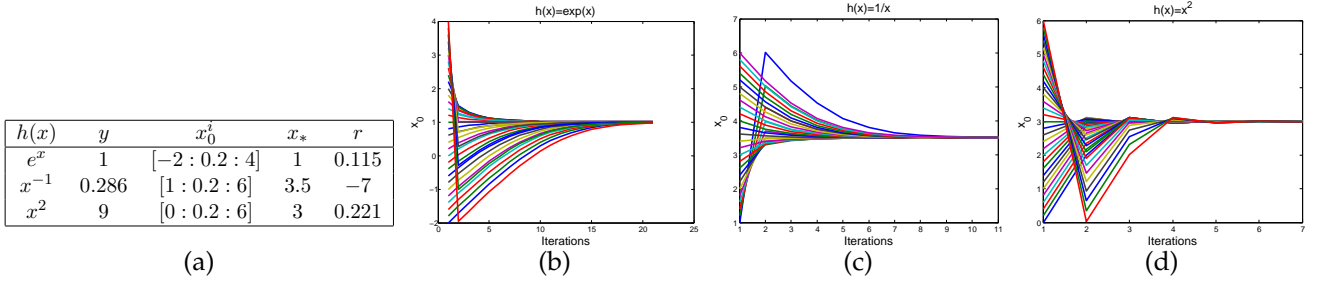 h(x) y x₀ⁱ x* r
eˣ 1 [−2 : 0.2 : 4] 1 0.115
x⁻¹ 0.286 [1 : 0.2 : 6] 3.5 −7
x² 9 [0 : 0.2 : 6] 3 0.221
(a)
h(x)=exp(x)
4
3
2
1
0
−1
−2
x₀
0 5 10 15 20 25
Iterations
(b)
h(x)=1/x
7
6
5
4
3
2
1
x₀
1 2 3 4 5 6 7 8 9 10 11
Iterations
(c)
h(x)=x²
6
5
4
3
2
1
0
x₀
1 2 3 4 5 6 7
Iterations
(d)